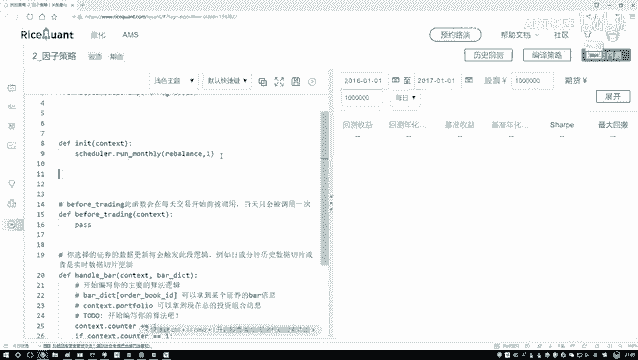 RiceQuant
量化
AMS
预约路演
帮助文档
社区
2_因子策略
历史回测
编译策略
浅色主题
默认快捷键
2016-01-01
至
2017-01-01
股票¥
1000000
期货¥
1000000
每日
展开
回测收益
回测年化...
基准收益
基准年化...
Sharpe
最大回撤
4
5
6
7
8 def init(context):
9 scheduler.run_monthly(rebalance,1)
10
11
12
13
14 # before_trading此函数会在每天交易开始前被调用，当天只会被调用一次
15 def before_trading(context):
16 pass
17
18
19 # 你选择的证券的数据更新将会触发此段逻辑，例如日或分钟历史数据切片或者是实时数据切片更新
20 def handle_bar(context, bar_dict):
21 # 开始编写你的主要的算法逻辑
22 # bar_dict[order_book_id] 可以拿到某个证券的bar信息
23 # context.portfolio 可以拿到现在的投资组合信息
24 # TODO: 开始编写你的算法吧！
25 context.counter
26 if context.counter == 1: